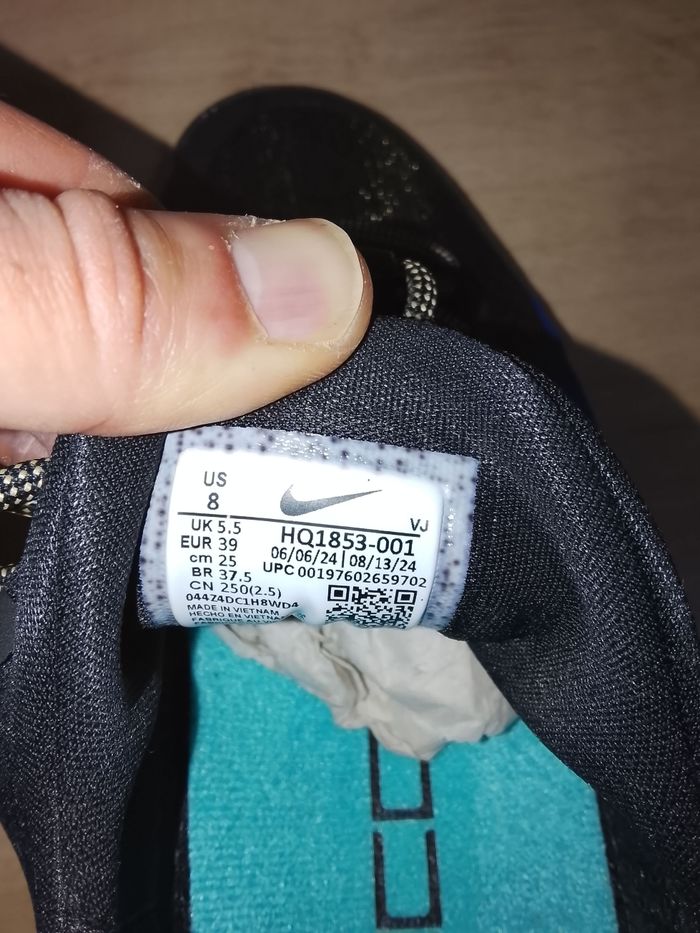 US
8
VJ
UK 5.5
HQ1853-001
EUR 39
06/06/24 | 08/13/24
cm 25
UPC 00197602659702
BR 37.5
CN 250(2.5)
04424DC1H8WD4
MADE IN VIETNAM
HECHO EN VIETNAM